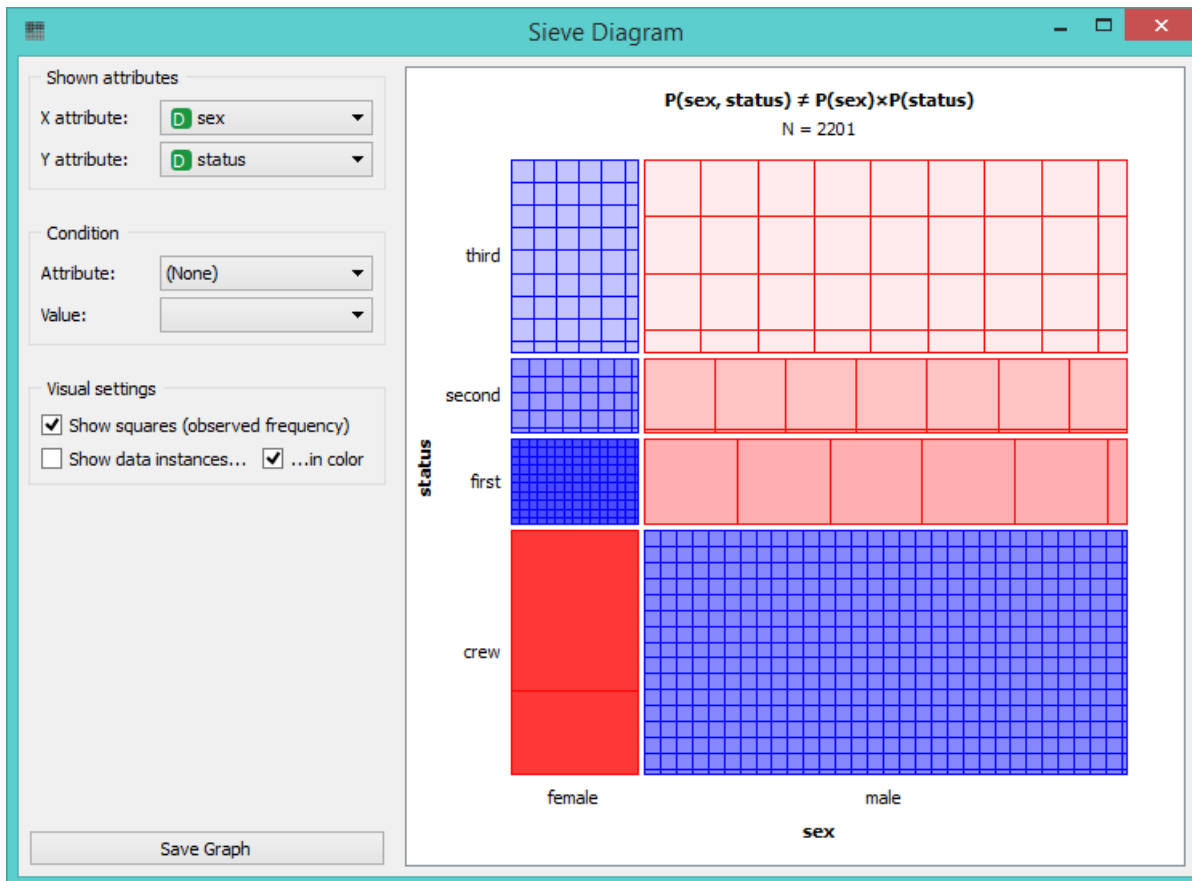 Sieve Diagram
Shown attributes
X attribute:
D sex
Y attribute:
D status
Condition
Attribute:
(None)
Value:
Visual settings
Show squares (observed frequency)
Show data instances...
...in color
Save Graph
P(sex, status) ≠ P(sex)×P(status)
N = 2201
third
second
first
crew
status
female
male
sex